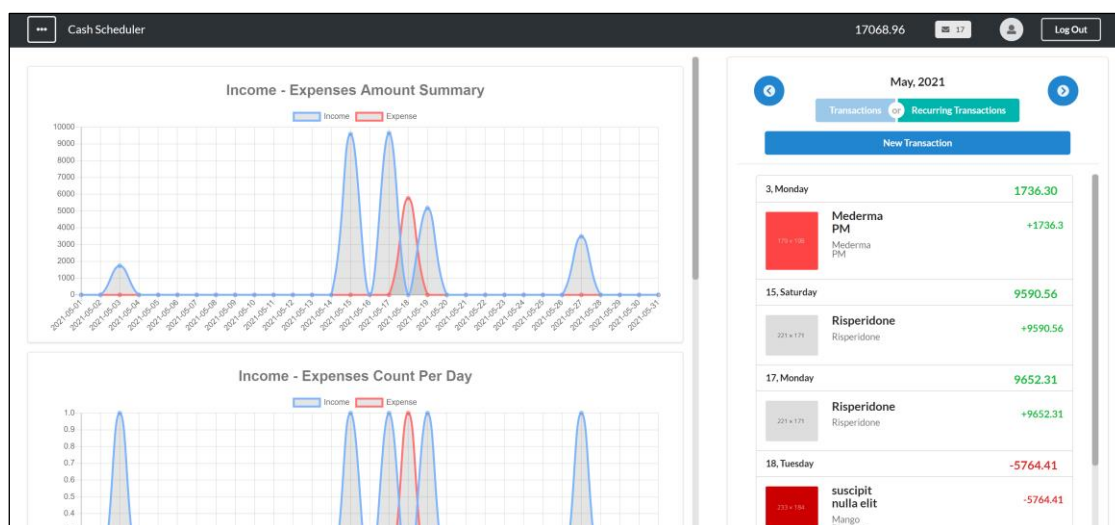 Cash Scheduler
17068.96
17
Log Out
Income - Expenses Amount Summary
Income
Expense
10000
9000
8000
7000
6000
5000
4000
3000
2000
1000
0
2021-05-01
2021-05-02
2021-05-03
2021-05-04
2021-05-05
2021-05-06
2021-05-07
2021-05-08
2021-05-09
2021-05-10
2021-05-11
2021-05-12
2021-05-13
2021-05-14
2021-05-15
2021-05-16
2021-05-17
2021-05-18
2021-05-19
2021-05-20
2021-05-21
2021-05-22
2021-05-23
2021-05-24
2021-05-25
2021-05-26
2021-05-27
2021-05-28
2021-05-29
2021-05-30
2021-05-31
Income - Expenses Count Per Day
Income
Expense
1.0
0.9
0.8
0.7
0.6
0.5
0.4
May, 2021
Transactions or Recurring Transactions
New Transaction
3, Monday 1736.30
Mederma
PM
+1736.3
Mederma
PM
15, Saturday 9590.56
221 x 171
Risperidone
+9590.56
Risperidone
17, Monday 9652.31
221 x 171
Risperidone
+9652.31
Risperidone
18, Tuesday -5764.41
233 x 184
suscipit
nulla elit
-5764.41
Mango